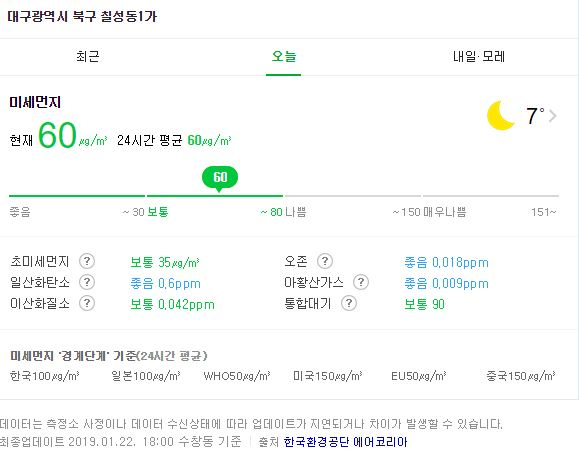 대구광역시 북구 칠성동1가
최근 오늘 내일·모레
미세먼지
현재 60㎍/㎥ 24시간 평균 60㎍/㎥
7°
60
좋음 ~ 30 보통 ~ 80 나쁨 ~ 150 매우나쁨 151~
초미세먼지 ? 보통 35㎍/㎥ 오존 ? 좋음 0,018ppm
일산화탄소 ? 좋음 0,6ppm 아황산가스 ? 좋음 0,009ppm
이산화질소 ? 보통 0,042ppm 통합대기 ? 보통 90
미세먼지 '경계단계' 기준(24시간 평균)
한국100㎍/㎥ 일본100㎍/㎥ WHO50㎍/㎥ 미국150㎍/㎥ EU50㎍/㎥ 중국150㎍/㎥
데이터는 측정소 사정이나 데이터 수신상태에 따라 업데이트가 지연되거나 차이가 발생할 수 있습니다,
최종업데이트 2019,01,22, 18:00 수창동 기준 | 출처 한국환경공단 에어코리아